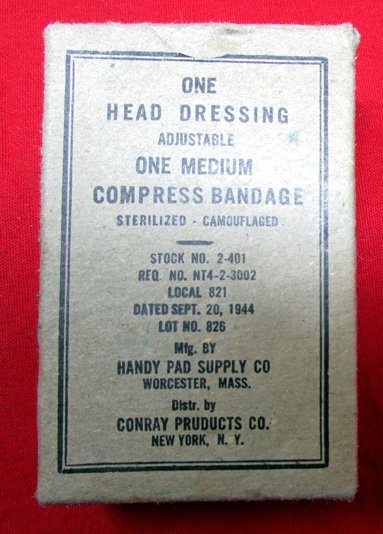 ONE
HEAD DRESSING
ADJUSTABLE
ONE MEDIUM
COMPRESS BANDAGE
STERILIZED - CAMOUFLAGED
STOCK NO. 2-401
REQ. NO. NT4-2-3002
LOCAL 821
DATED SEPT. 20, 1944
LOT NO. 826
Mfg. BY
HANDY PAD SUPPLY CO
WORCESTER, MASS.
Distr. by
CONRAY PRODUCTS CO.
NEW YORK, N. Y.